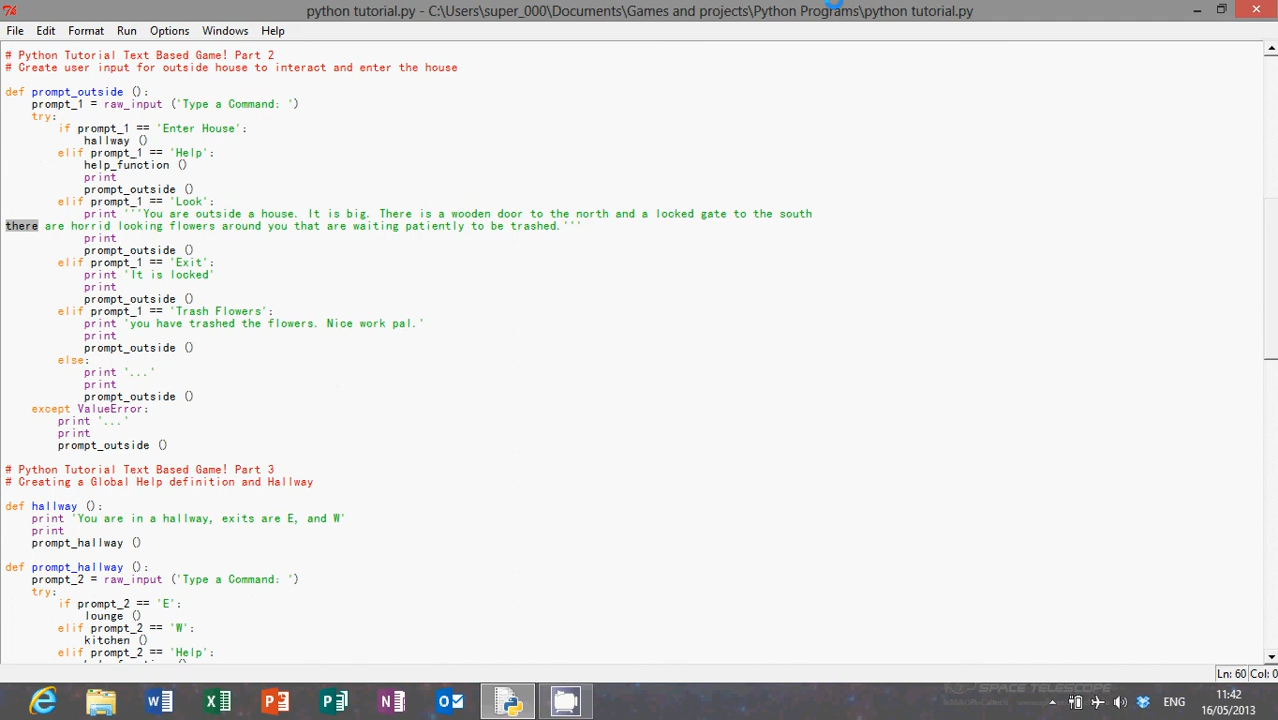 python tutorial.py - C:\Users\super_000\Documents\Games and projects\Python Programs\python tutorial.py
File Edit Format Run Options Windows Help
# Python Tutorial Text Based Game! Part 2
# Create user input for outside house to interact and enter the house
def prompt_outside ():
prompt_1 = raw_input ('Type a Command: ')
try:
if prompt_1 == 'Enter House':
hallway ()
elif prompt_1 == 'Help':
help_function ()
print
prompt_outside ()
elif prompt_1 == 'Look':
print '''You are outside a house. It is big. There is a wooden door to the north and a locked gate to the south
there are horrid looking flowers around you that are waiting patiently to be trashed.'''
print
prompt_outside ()
elif prompt_1 == 'Exit':
print 'It is locked'
print
prompt_outside ()
elif prompt_1 == 'Trash Flowers':
print 'you have trashed the flowers. Nice work pal.'
print
prompt_outside ()
else:
print '...'
print
prompt_outside ()
except ValueError:
print '...'
print
prompt_outside ()
# Python Tutorial Text Based Game! Part 3
# Creating a Global Help definition and Hallway
def hallway ():
print 'You are in a hallway, exits are E, and W'
print
prompt_hallway ()
def prompt_hallway ():
prompt_2 = raw_input ('Type a Command: ')
try:
if prompt_2 == 'E':
lounge ()
elif prompt_2 == 'W':
kitchen ()
elif prompt_2 == 'Help':
Ln: 60 Col: 0
SPACE TELESCOPE
ENG
11:42
16/05/2013